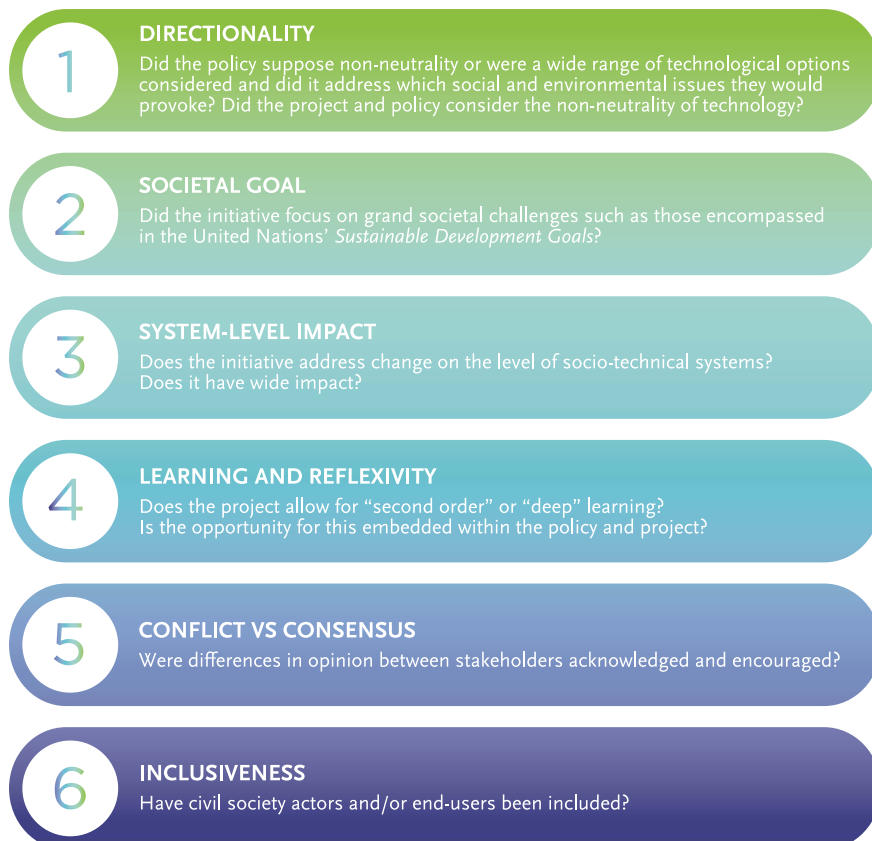 1
DIRECTIONALITY
Did the policy suppose non-neutrality or were a wide range of technological options
considered and did it address which social and environmental issues they would
provoke? Did the project and policy consider the non-neutrality of technology?
2
SOCIETAL GOAL
Did the initiative focus on grand societal challenges such as those encompassed
in the United Nations’ Sustainable Development Goals?
3
SYSTEM-LEVEL IMPACT
Does the initiative address change on the level of socio-technical systems?
Does it have wide impact?
4
LEARNING AND REFLEXIVITY
Does the project allow for “second order” or “deep” learning?
Is the opportunity for this embedded within the policy and project?
5
CONFLICT VS CONSENSUS
Were differences in opinion between stakeholders acknowledged and encouraged?
6
INCLUSIVENESS
Have civil society actors and/or end-users been included?